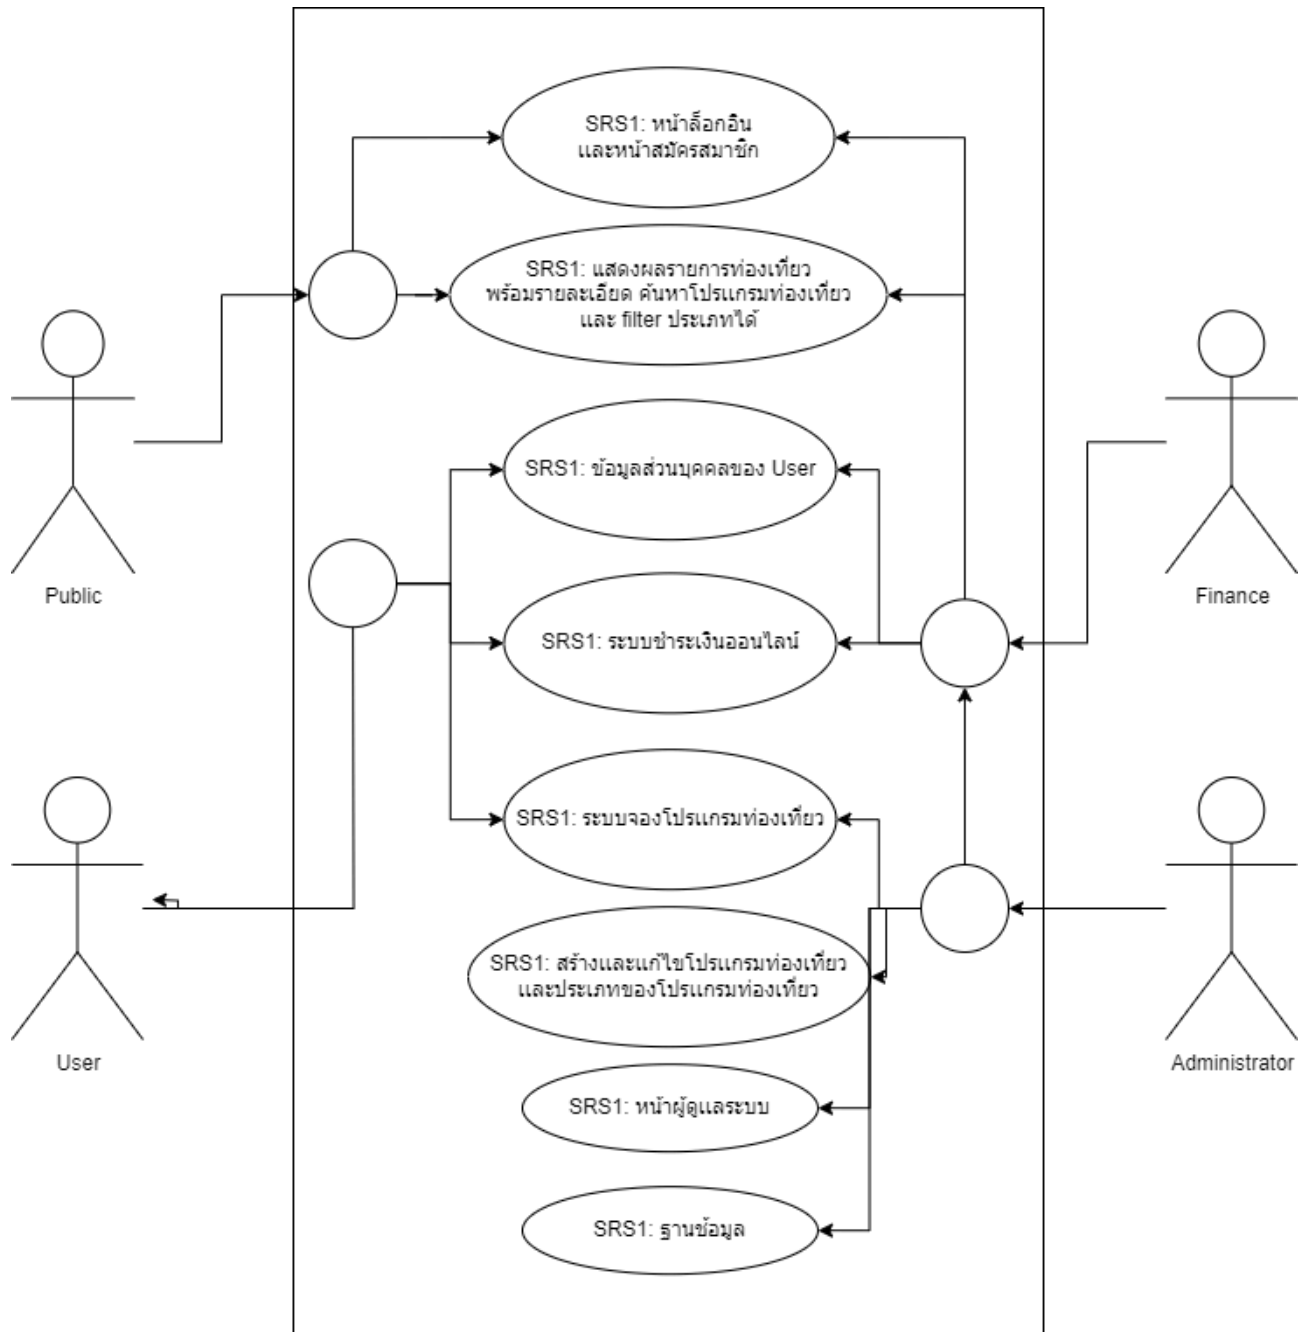 SRS1: หน้าล็อกอิน
และหน้าสมัครสมาชิก
SRS1: แสดงผลรายการท่องเที่ยว
พร้อมรายละเอียด ค้นหาโปรแกรมท่องเที่ยว
และ filter ประเภทได้
SRS1: ข้อมูลส่วนบุคคลของ User
Public
Finance
SRS1: ระบบชำระเงินออนไลน์
SRS1: ระบบจองโปรแกรมท่องเที่ยว
SRS1: สร้างและแก้ไขโปรแกรมท่องเที่ยว
และประเภทของโปรแกรมท่องเที่ยว
User
Administrator
SRS1: หน้าผู้ดูแลระบบ
SRS1: ฐานข้อมูล